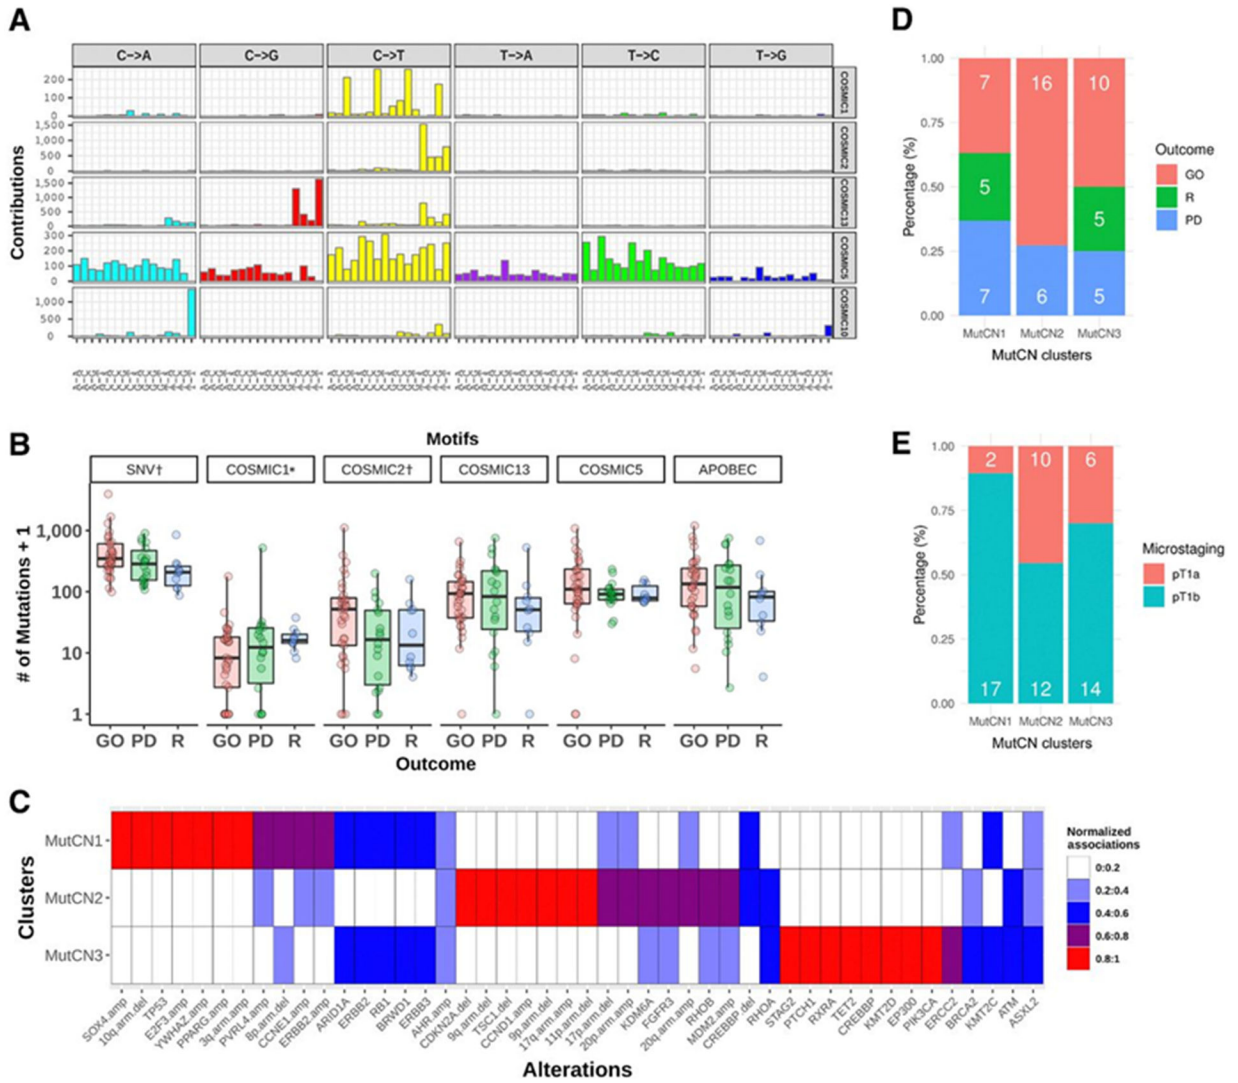 A
C->A C->G C->T T->A T->C T->G
Contributions
200
100
0
COSMIC1
1,500
1,000
500
0
COSMIC2
1,500
1,000
500
0
COSMIC13
300
200
100
0
COSMIC5
1,000
500
0
COSMIC10
Motifs
B
SNV† COSMIC1* COSMIC2† COSMIC13 COSMIC5 APOBEC
# of Mutations + 1
1,000
100
10
1
GO PD R GO PD R GO PD R GO PD R GO PD R GO PD R
Outcome
C
Clusters
MutCN1
MutCN2
MutCN3
SOX4.amp
10q.arm.del
TP53
E2F3.amp
YWHAZ.amp
PPARG.amp
3q.arm.amp
PVRL4.amp
8p.arm.del
CCNE1.amp
ERBB2.amp
ARID1A
ERBB2
RB1
BRWD1
ERBB3
AHR.amp
CDKN2A.del
9q.arm.del
TSC1.del
CCND1.amp
9p.arm.del
17q.arm.amp
11p.arm.del
17p.arm.del
20p.arm.amp
KDM6A
FGFR3
20q.arm.amp
RHOB
MDM2.amp
CREBBP.del
RHOA
STAG2
PTCH1
RXRA
TET2
CREBBP
KMT2D
EP300
PIK3CA
ERCC2
BRCA2
KMT2C
ATM
ASXL2
Alterations
Normalized
associations
0:0.2
0.2:0.4
0.4:0.6
0.6:0.8
0.8:1
D
Percentage (%)
1.00
0.75
0.50
0.25
0.00
7 16 10
5 5
7 6 5
MutCN1 MutCN2 MutCN3
MutCN clusters
Outcome
GO
R
PD
E
Percentage (%)
1.00
0.75
0.50
0.25
0.00
2 10 6
17 12 14
MutCN1 MutCN2 MutCN3
MutCN clusters
Microstaging
pT1a
pT1b